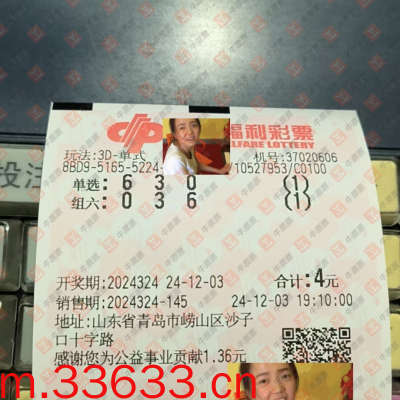 福利彩票
LFARE LOTTERY
玩法:3D-单式 机号:37020606
8BD9-5165-5224- 10527953/C0100
单选: 6 3 0 (1)
组六: 0 3 6 (1)
开奖期:2024324 24-12-03 合计:4元
销售期:2024324-145 24-12-03 19:10:00
地址:山东省青岛市崂山区沙子
口十字路
感谢您为公益事业贡献1.36元
m.33633.cn
投注